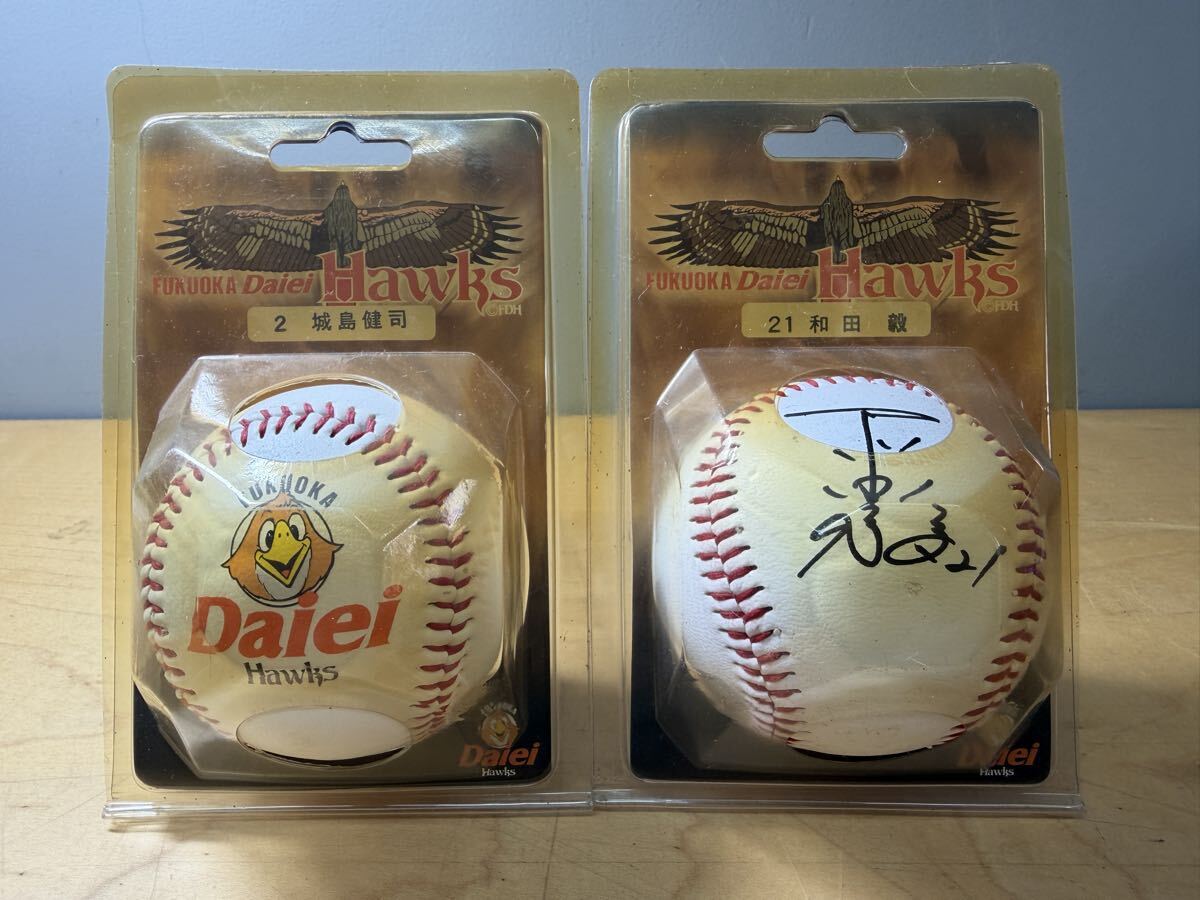 FUKUOKA Daiei Hawks
©FDH
2 城島健司
FUKUOKA
Daiei
Hawks
Daiei
Hawks
FUKUOKA Daiei Hawks
©FDH
21 和田 毅
21
Daiei
Hawks